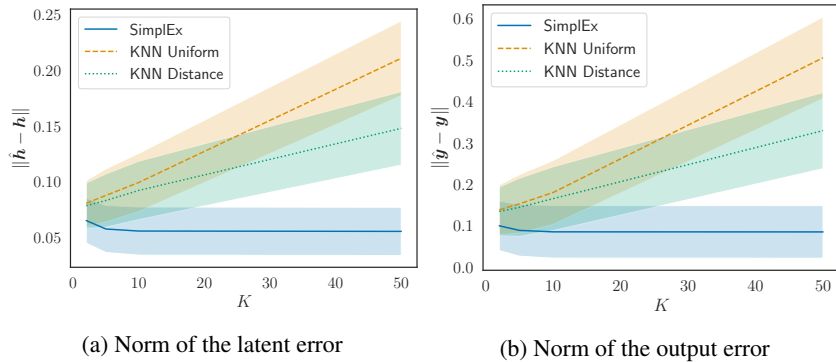 SimplEx
KNN Uniform
KNN Distance
0.25
0.20
0.15
0.10
0.05
‖ĥ − h‖
0 10 20 30 40 50
K
(a) Norm of the latent error
SimplEx
KNN Uniform
KNN Distance
0.6
0.5
0.4
0.3
0.2
0.1
0.0
‖ŷ − y‖
0 10 20 30 40 50
K
(b) Norm of the output error